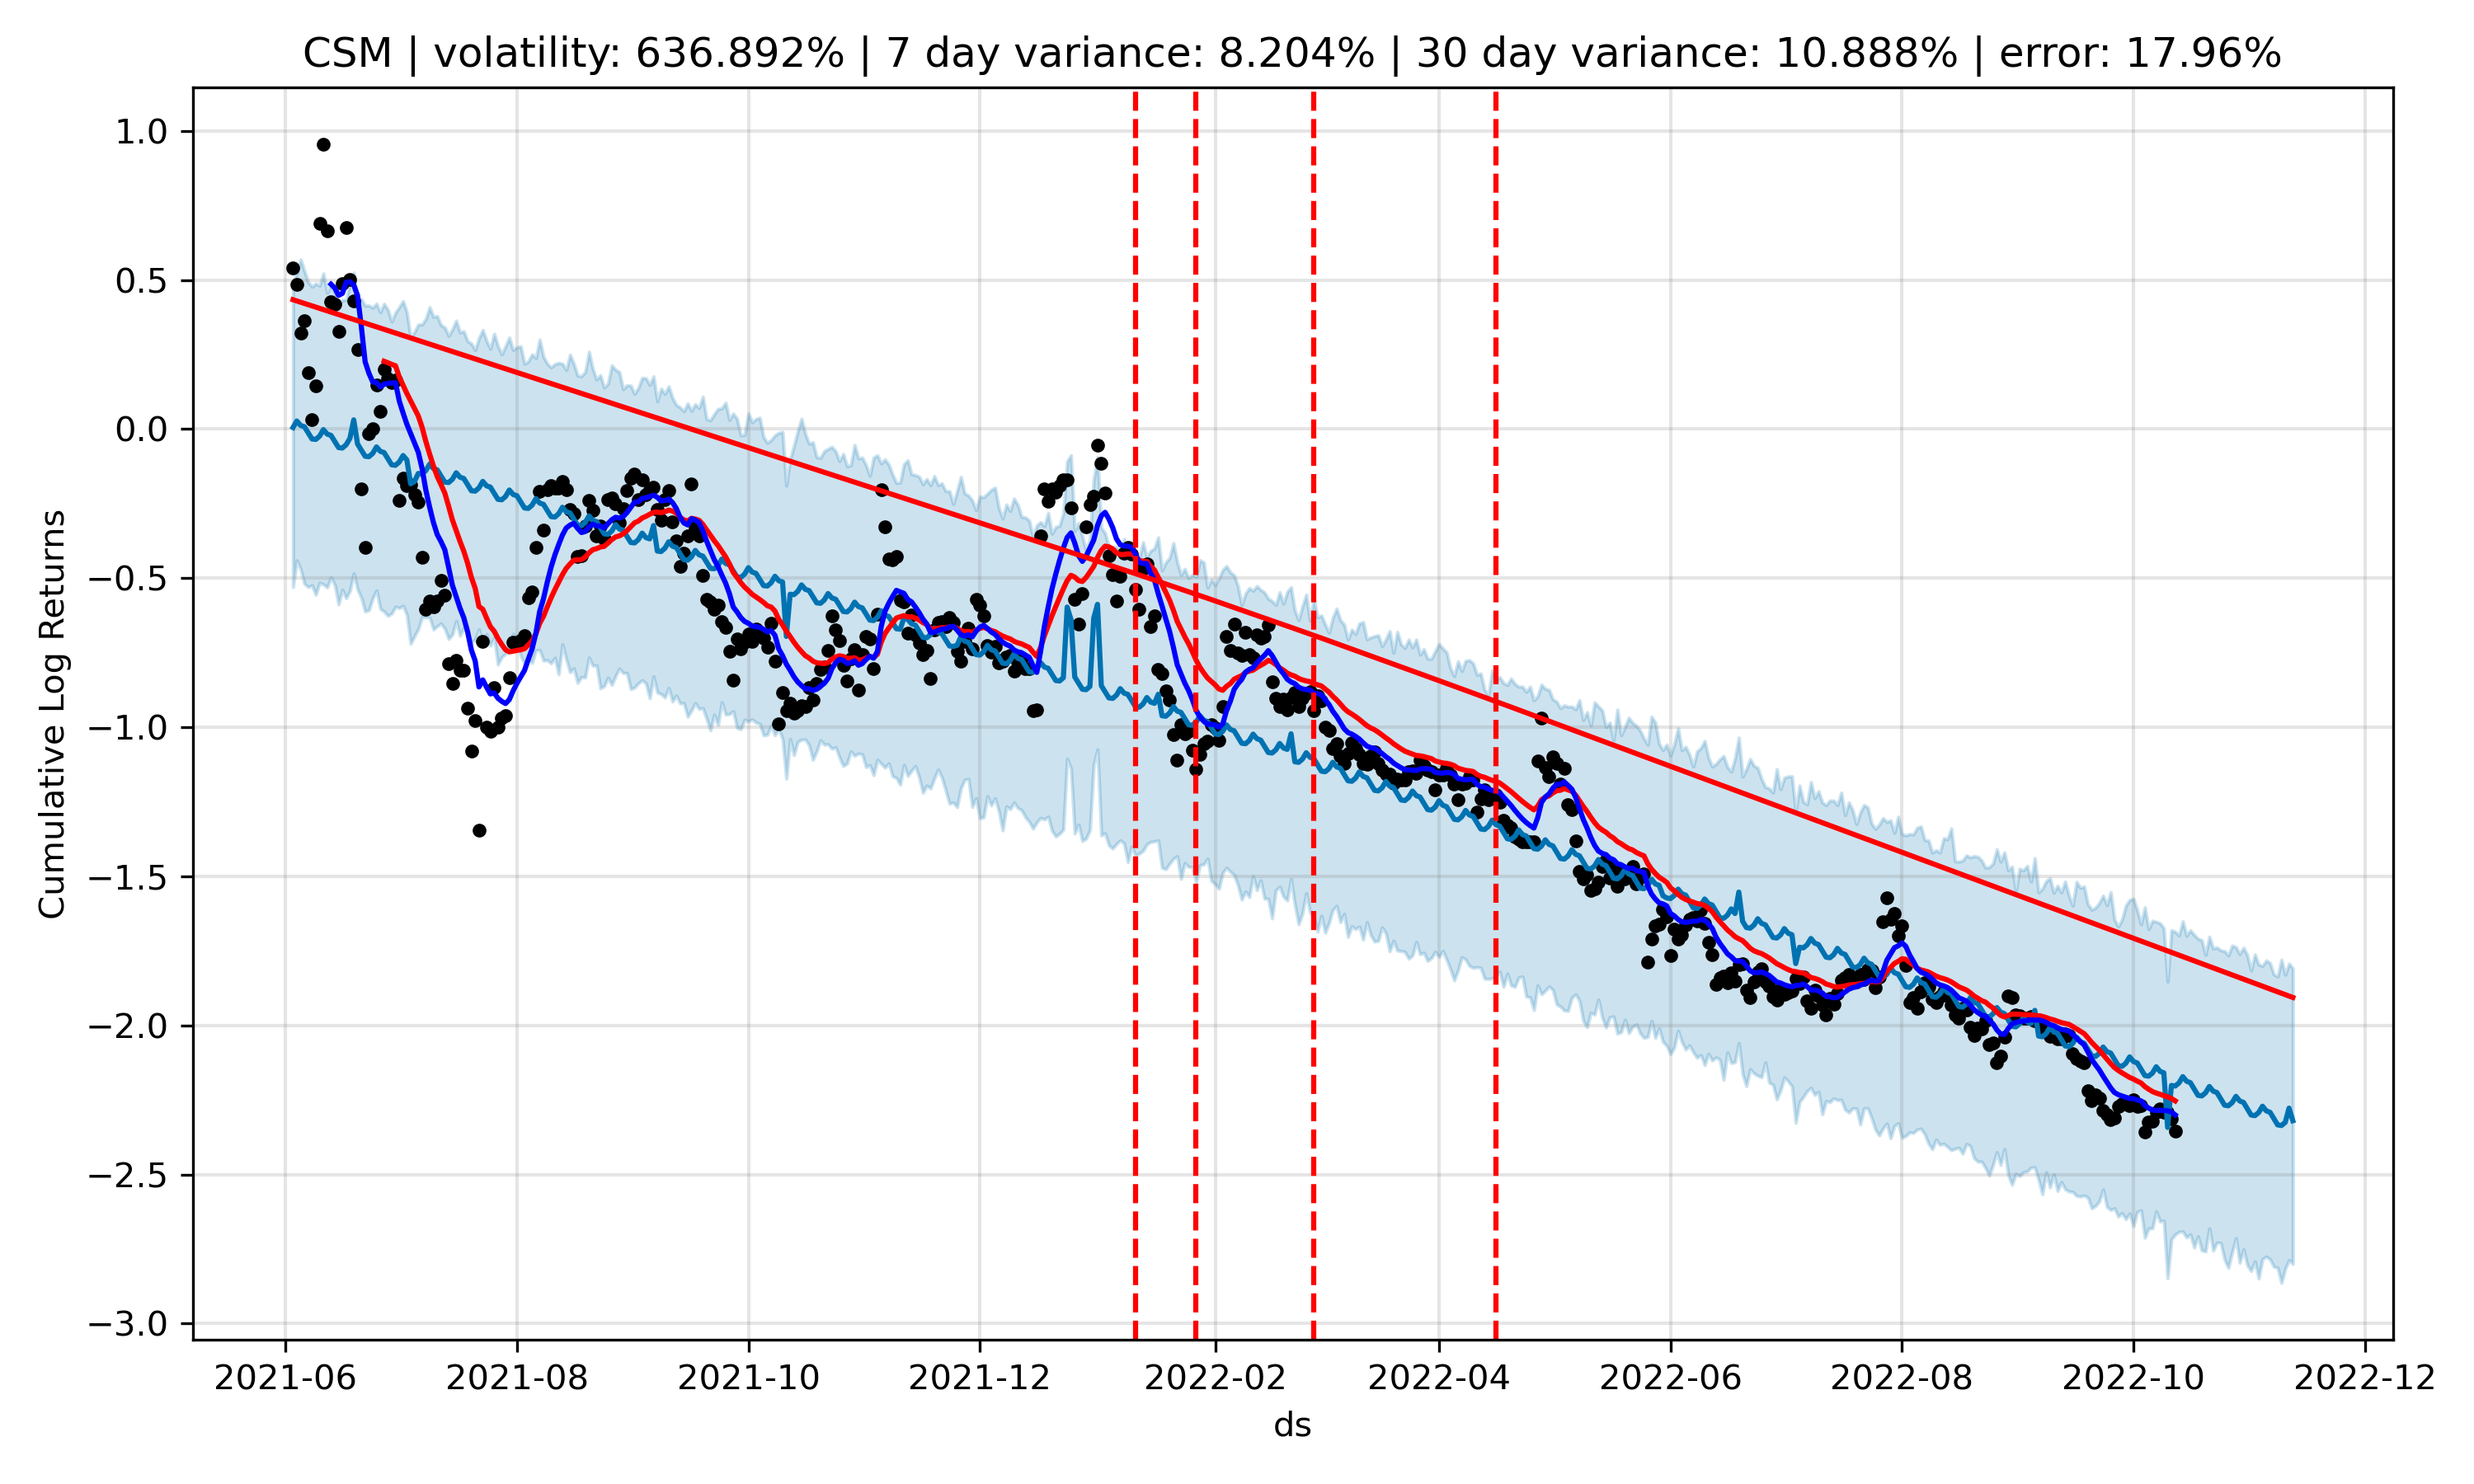 CSM | volatility: 636.892% | 7 day variance: 8.204% | 30 day variance: 10.888% | error: 17.96%
Cumulative Log Returns
1.0
0.5
0.0
−0.5
−1.0
−1.5
−2.0
−2.5
−3.0
2021-06 2021-08 2021-10 2021-12 2022-02 2022-04 2022-06 2022-08 2022-10 2022-12
ds